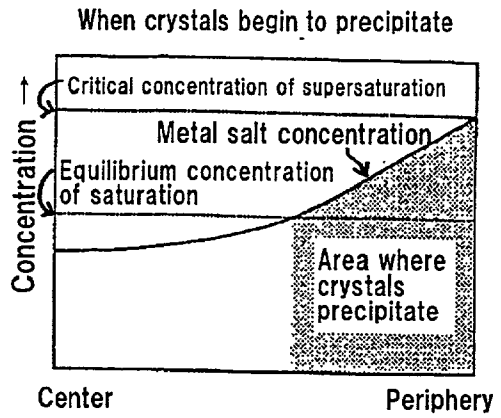 When crystals begin to precipitate
Critical concentration of supersaturation
Metal salt concentration
Equilibrium concentration
of saturation
Concentration →
Area where
crystals
precipitate
Center
Periphery